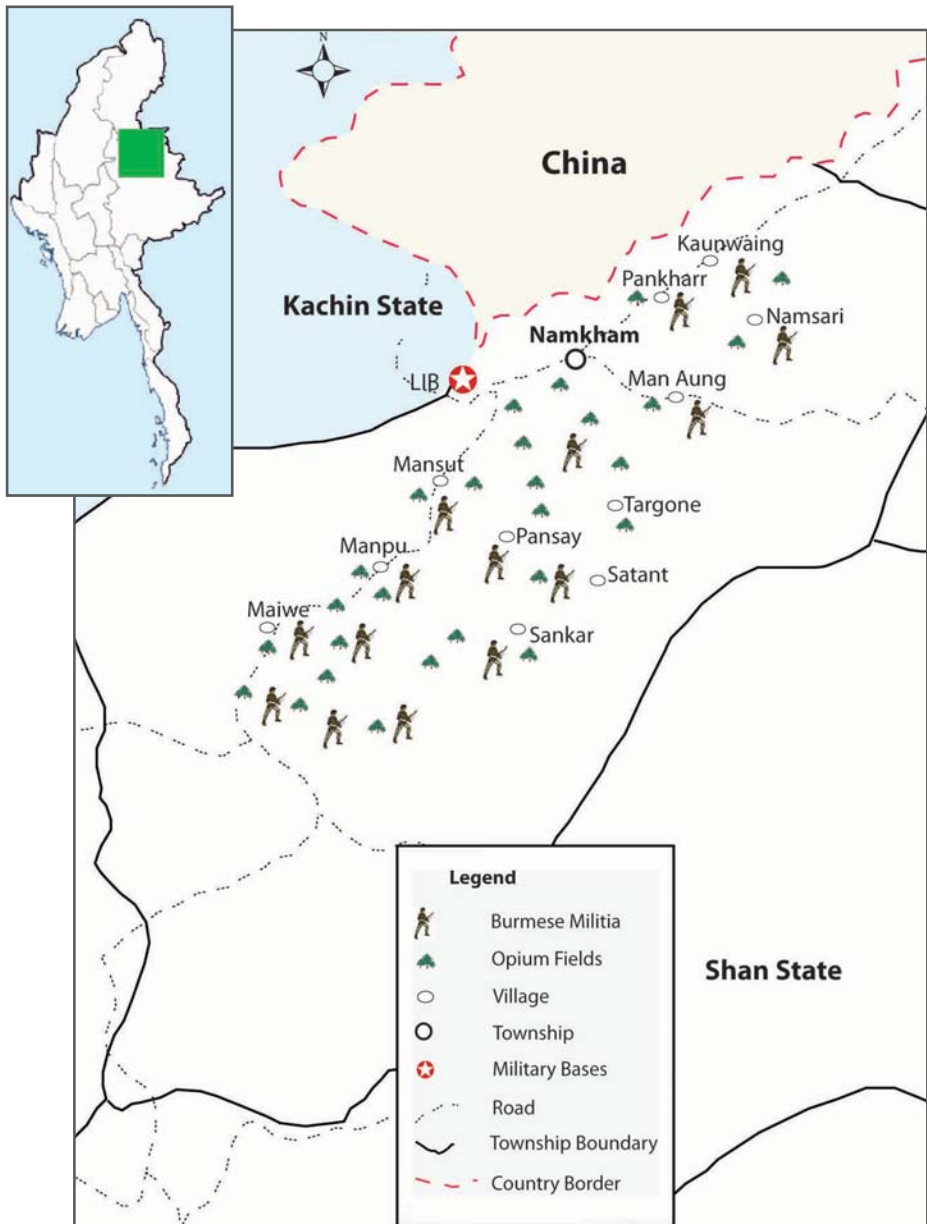 N
China
Kaunwaing
Pankharr
Kachin State
Namsari
Namkham
LIB
Man Aung
Mansut
Targone
Pansay
Manpu
Satant
Maiwe
Sankar
Legend
Burmese Militia
Opium Fields
Village
Township
Military Bases
Road
Township Boundary
Country Border
Shan State